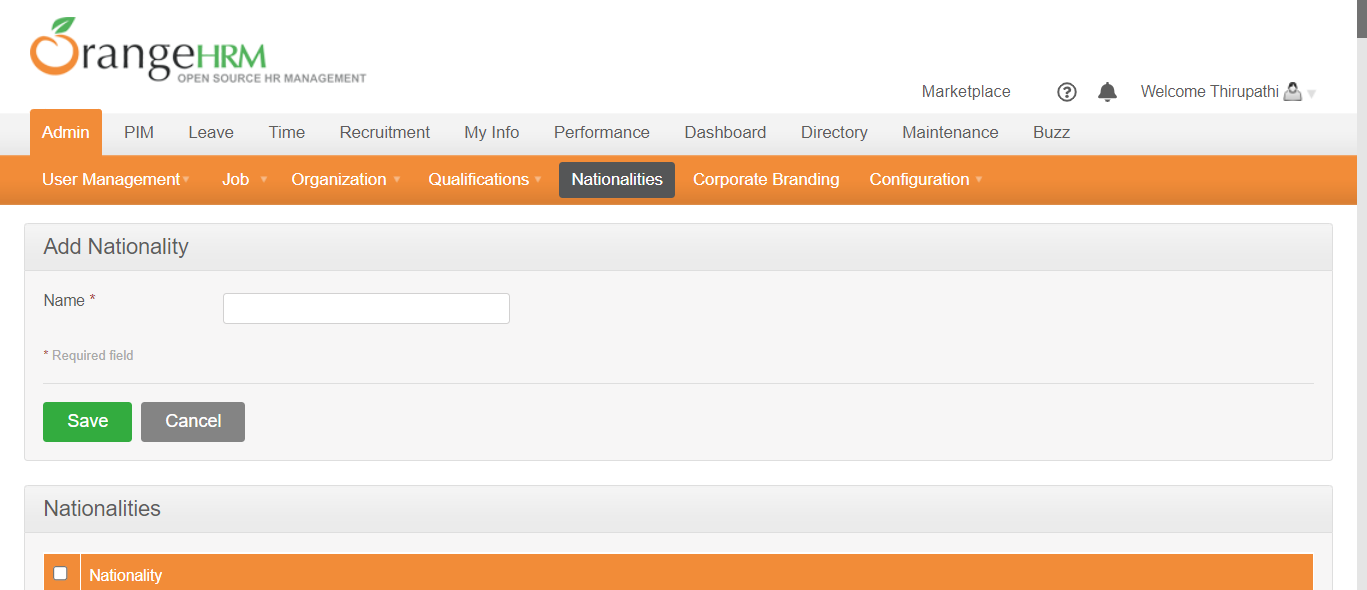 OrangeHRM
OPEN SOURCE HR MANAGEMENT
Marketplace Welcome Thirupathi
Admin PIM Leave Time Recruitment My Info Performance Dashboard Directory Maintenance Buzz
User Management Job Organization Qualifications Nationalities Corporate Branding Configuration
Add Nationality
Name *
* Required field
Save Cancel
Nationalities
Nationality